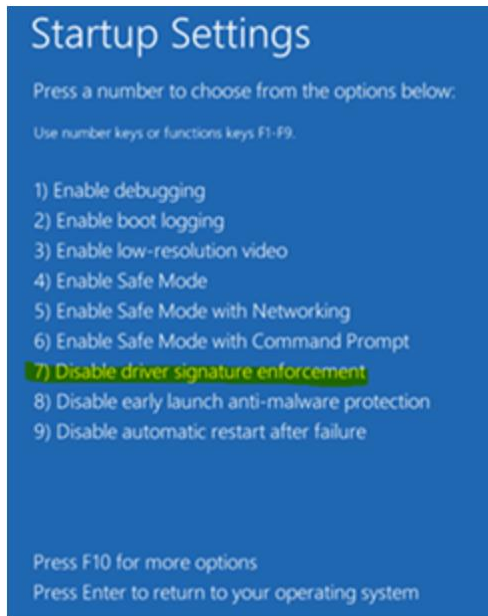 Startup Settings
Press a number to choose from the options below:
Use number keys or functions keys F1-F9.
1) Enable debugging
2) Enable boot logging
3) Enable low-resolution video
4) Enable Safe Mode
5) Enable Safe Mode with Networking
6) Enable Safe Mode with Command Prompt
7) Disable driver signature enforcement
8) Disable early launch anti-malware protection
9) Disable automatic restart after failure
Press F10 for more options
Press Enter to return to your operating system